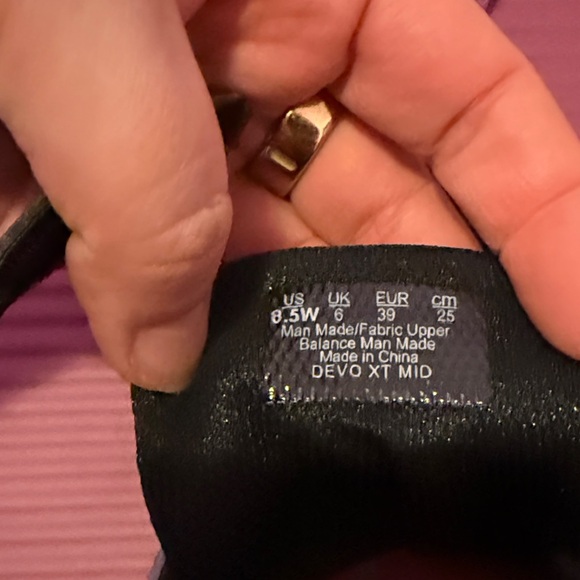 US UK EUR cm
8.5W 6 39 25
Man Made/Fabric Upper
Balance Man Made
Made in China
DEVO XT MID